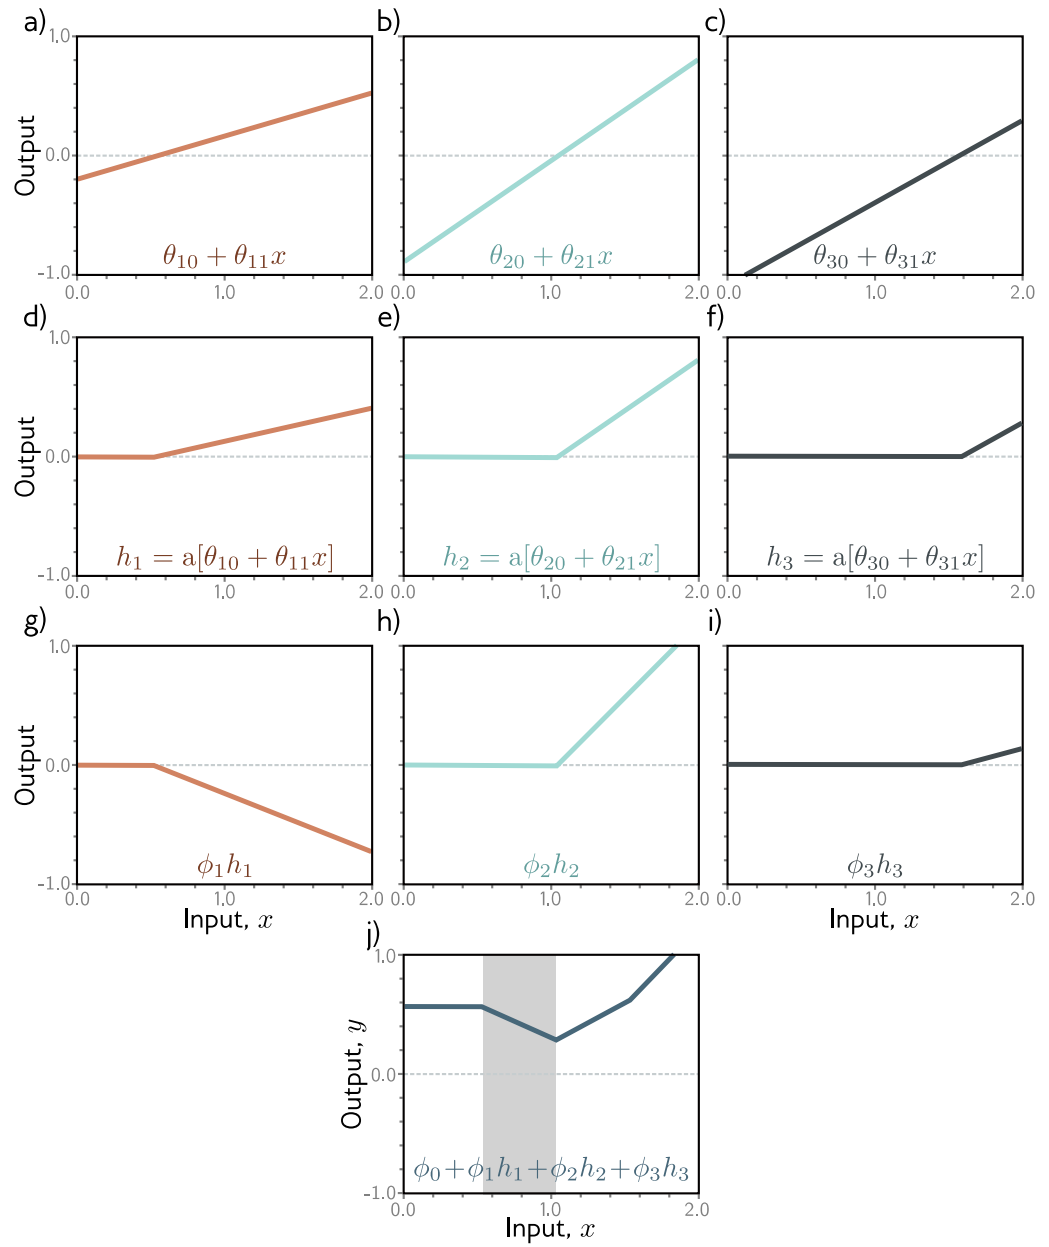 a)
b)
c)
1.0
0.0
-1.0
Output
θ₁₀ + θ₁₁x
θ₂₀ + θ₂₁x
θ₃₀ + θ₃₁x
0.0 1.0 2.0
0.0 1.0 2.0
0.0 1.0 2.0
d)
e)
f)
1.0
0.0
-1.0
Output
h₁ = a[θ₁₀ + θ₁₁x]
h₂ = a[θ₂₀ + θ₂₁x]
h₃ = a[θ₃₀ + θ₃₁x]
0.0 1.0 2.0
0.0 1.0 2.0
0.0 1.0 2.0
g)
h)
i)
1.0
0.0
-1.0
Output
ϕ₁h₁
ϕ₂h₂
ϕ₃h₃
0.0 1.0 2.0
0.0 1.0 2.0
0.0 1.0 2.0
Input, x
Input, x
j)
1.0
0.0
-1.0
Output, y
ϕ₀ + ϕ₁h₁ + ϕ₂h₂ + ϕ₃h₃
0.0 1.0 2.0
Input, x